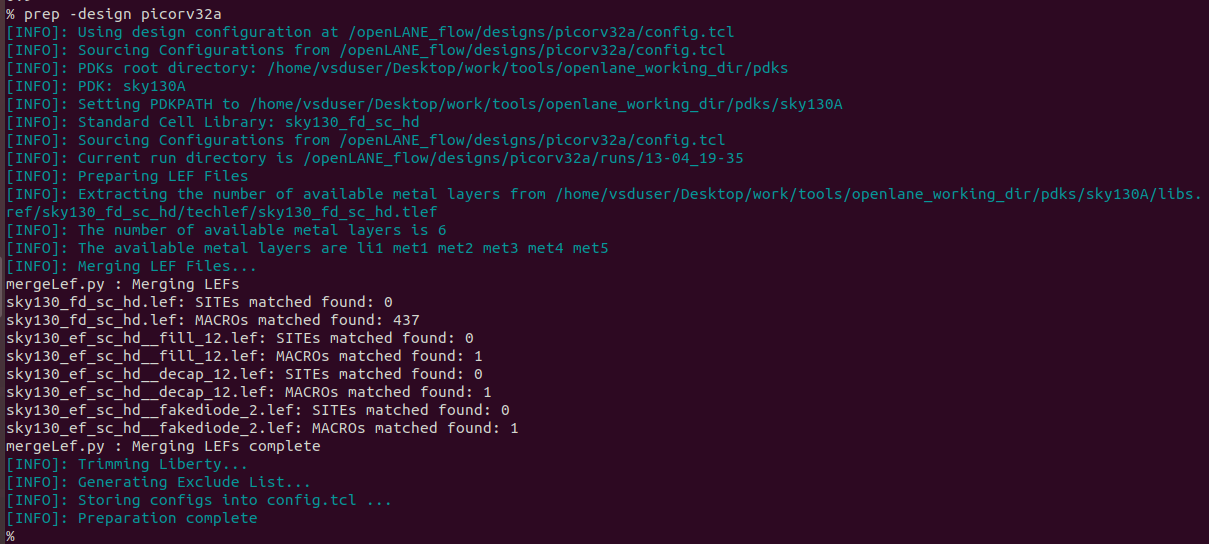 % prep -design picorv32a
[INFO]: Using design configuration at /openLANE_flow/designs/picorv32a/config.tcl
[INFO]: Sourcing Configurations from /openLANE_flow/designs/picorv32a/config.tcl
[INFO]: PDKs root directory: /home/vsduser/Desktop/work/tools/openlane_working_dir/pdks
[INFO]: PDK: sky130A
[INFO]: Setting PDKPATH to /home/vsduser/Desktop/work/tools/openlane_working_dir/pdks/sky130A
[INFO]: Standard Cell Library: sky130_fd_sc_hd
[INFO]: Sourcing Configurations from /openLANE_flow/designs/picorv32a/config.tcl
[INFO]: Current run directory is /openLANE_flow/designs/picorv32a/runs/13-04_19-35
[INFO]: Preparing LEF Files
[INFO]: Extracting the number of available metal layers from /home/vsduser/Desktop/work/tools/openlane_working_dir/pdks/sky130A/libs.
ref/sky130_fd_sc_hd/techlef/sky130_fd_sc_hd.tlef
[INFO]: The number of available metal layers is 6
[INFO]: The available metal layers are li1 met1 met2 met3 met4 met5
[INFO]: Merging LEF Files...
mergeLef.py : Merging LEFs
sky130_fd_sc_hd.lef: SITEs matched found: 0
sky130_fd_sc_hd.lef: MACROs matched found: 437
sky130_ef_sc_hd__fill_12.lef: SITEs matched found: 0
sky130_ef_sc_hd__fill_12.lef: MACROs matched found: 1
sky130_ef_sc_hd__decap_12.lef: SITEs matched found: 0
sky130_ef_sc_hd__decap_12.lef: MACROs matched found: 1
sky130_ef_sc_hd__fakediode_2.lef: SITEs matched found: 0
sky130_ef_sc_hd__fakediode_2.lef: MACROs matched found: 1
mergeLef.py : Merging LEFs complete
[INFO]: Trimming Liberty...
[INFO]: Generating Exclude List...
[INFO]: Storing configs into config.tcl ...
[INFO]: Preparation complete
%